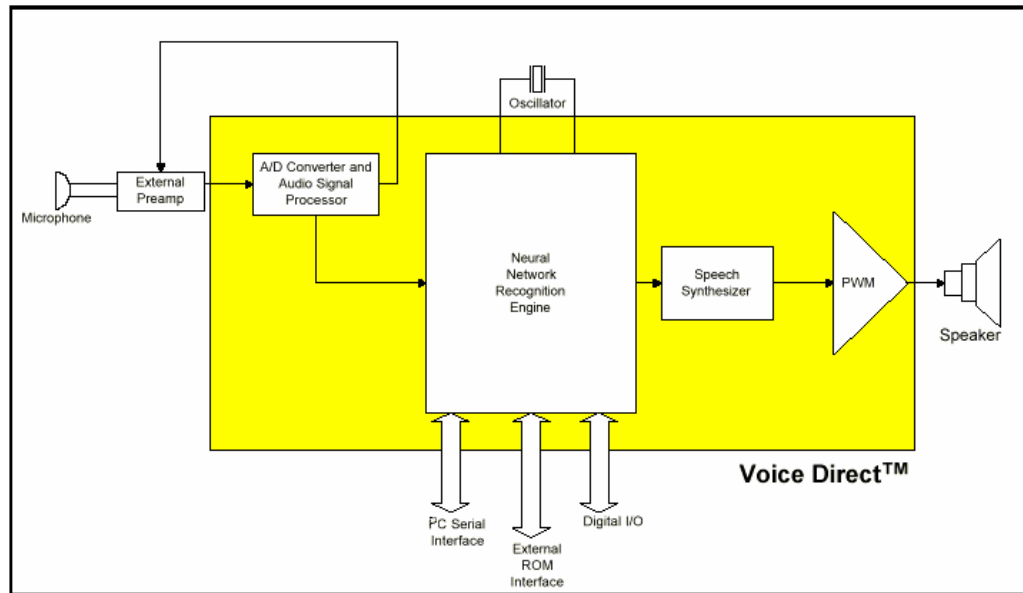 Oscillator
External
Preamp
Microphone
A/D Converter and
Audio Signal
Processor
Neural
Network
Recognition
Engine
Speech
Synthesizer
PWM
Speaker
Voice Direct™
PC Serial
Interface
External
ROM
Interface
Digital I/O